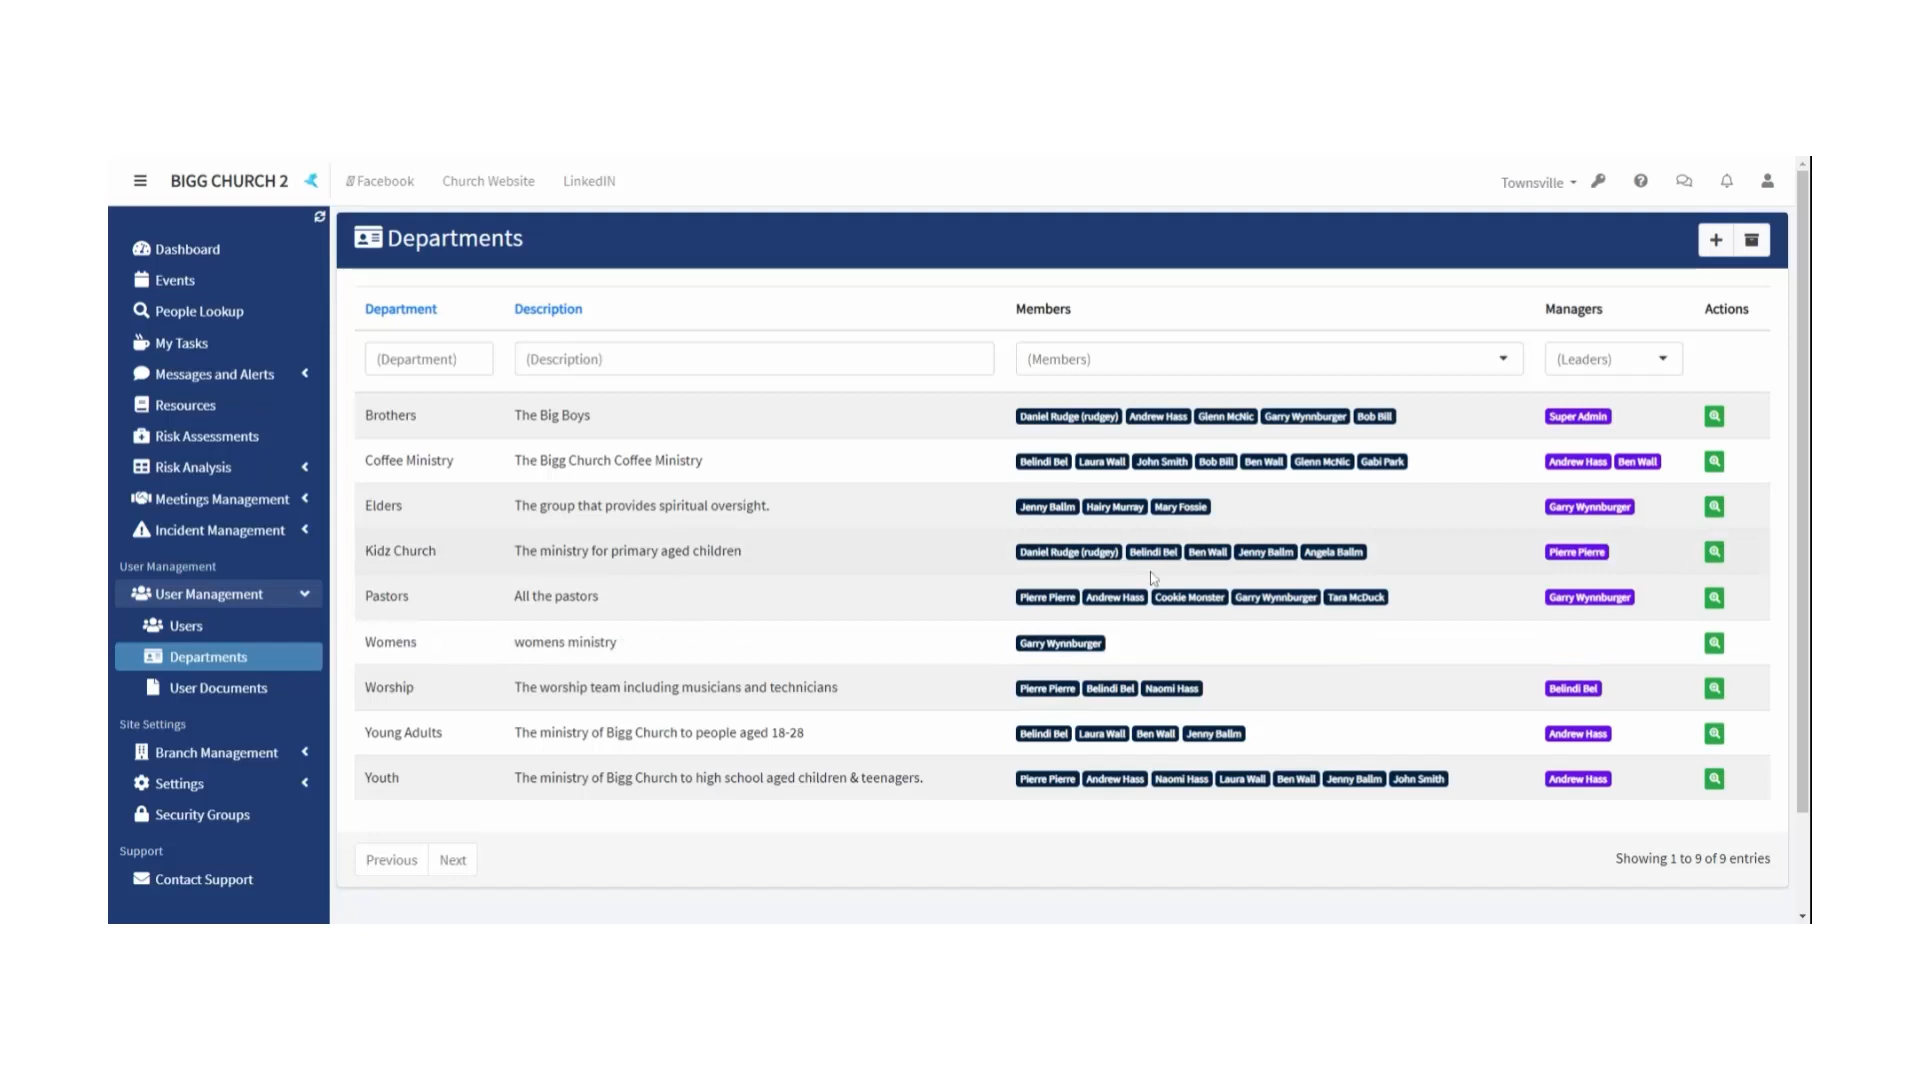 BIGG CHURCH 2
Facebook Church Website LinkedIN
Townsville
Departments
Dashboard
Events
People Lookup
My Tasks
Messages and Alerts
Resources
Risk Assessments
Risk Analysis
Meetings Management
Incident Management
User Management
User Management
Users
Departments
User Documents
Site Settings
Branch Management
Settings
Security Groups
Support
Contact Support
Department Description Members Managers Actions
(Department) (Description) (Members) (Leaders)
Brothers The Big Boys Daniel Rudge (rudgey) Andrew Hass Glenn McNic Garry Wynnburger Bob Bill Super Admin
Coffee Ministry The Bigg Church Coffee Ministry Belindi Bel Laura Wall John Smith Bob Bill Ben Wall Glenn McNic Gabi Park Andrew Hass Ben Wall
Elders The group that provides spiritual oversight. Jenny Ballm Hairy Murray Mary Fossie Garry Wynnburger
Kidz Church The ministry for primary aged children Daniel Rudge (rudgey) Belindi Bel Ben Wall Jenny Ballm Angela Ballm Pierre Pierre
Pastors All the pastors Pierre Pierre Andrew Hass Cookie Monster Garry Wynnburger Tara McDuck Garry Wynnburger
Womens womens ministry Garry Wynnburger
Worship The worship team including musicians and technicians Pierre Pierre Belindi Bel Naomi Hass Belindi Bel
Young Adults The ministry of Bigg Church to people aged 18-28 Belindi Bel Laura Wall Ben Wall Jenny Ballm Andrew Hass
Youth The ministry of Bigg Church to high school aged children & teenagers. Pierre Pierre Andrew Hass Naomi Hass Laura Wall Ben Wall Jenny Ballm John Smith Andrew Hass
Previous Next
Showing 1 to 9 of 9 entries